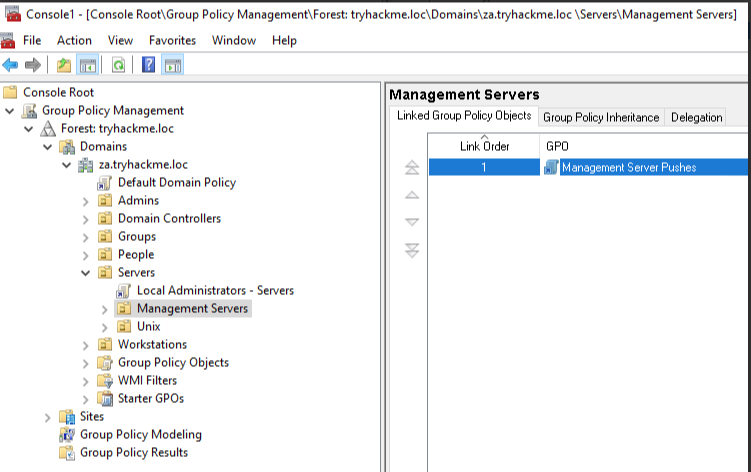 Console1 - [Console Root\Group Policy Management\Forest: tryhackme.loc\Domains\za.tryhackme.loc \Servers\Management Servers]
File Action View Favorites Window Help
Console Root
Group Policy Management
Forest: tryhackme.loc
Domains
za.tryhackme.loc
Default Domain Policy
Admins
Domain Controllers
Groups
People
Servers
Local Administrators - Servers
Management Servers
Unix
Workstations
Group Policy Objects
WMI Filters
Starter GPOs
Sites
Group Policy Modeling
Group Policy Results
Management Servers
Linked Group Policy Objects Group Policy Inheritance Delegation
Link Order GPO
1 Management Server Pushes